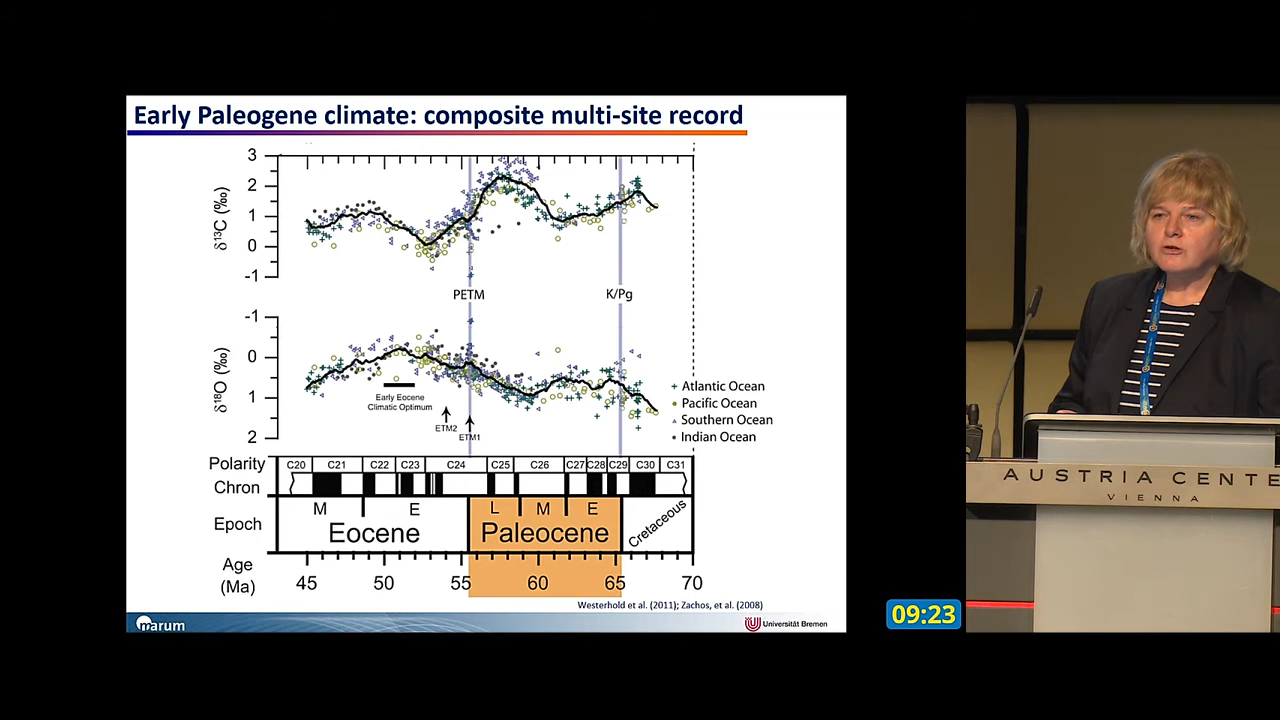 Early Paleogene climate: composite multi-site record
3
2
1
0
-1
δ¹³C (‰)
PETM
K/Pg
-1
0
1
2
δ¹⁸O (‰)
Early Eocene
Climatic Optimum
ETM2
ETM1
Atlantic Ocean
Pacific Ocean
Southern Ocean
Indian Ocean
Polarity
C20 C21 C22 C23 C24 C25 C26 C27 C28 C29 C30 C31
Chron
Epoch
M E L M E
Eocene Paleocene Cretaceous
Age
(Ma)
45 50 55 60 65 70
Westerhold et al. (2011); Zachos, et al. (2008)
marum
Universität Bremen
AUSTRIA CENTE
VIENNA
09:23